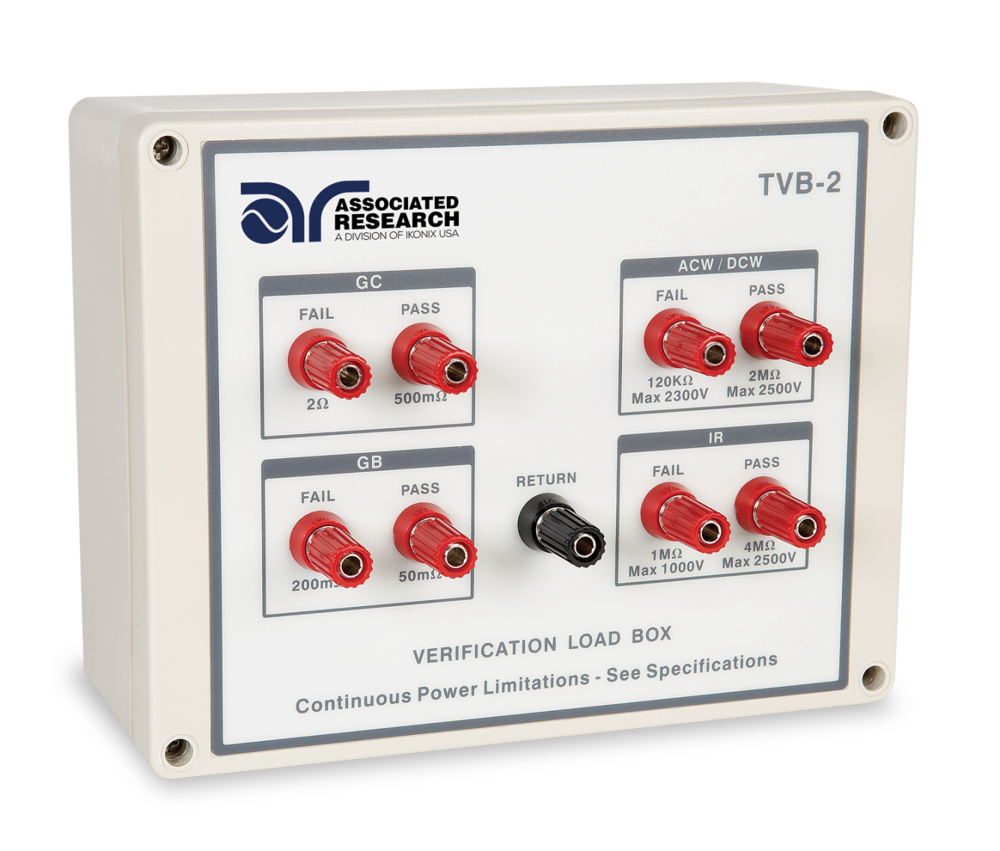 ASSOCIATED
RESEARCH
A DIVISION OF IKONIX USA
TVB-2
GC
FAIL PASS
2Ω 500mΩ
GB
FAIL PASS
50mΩ
RETURN
ACW / DCW
FAIL PASS
120KΩ 2MΩ
Max 2300V Max 2500V
IR
FAIL PASS
1MΩ 4MΩ
Max 1000V Max 2500V
VERIFICATION LOAD BOX
Continuous Power Limitations - See Specifications